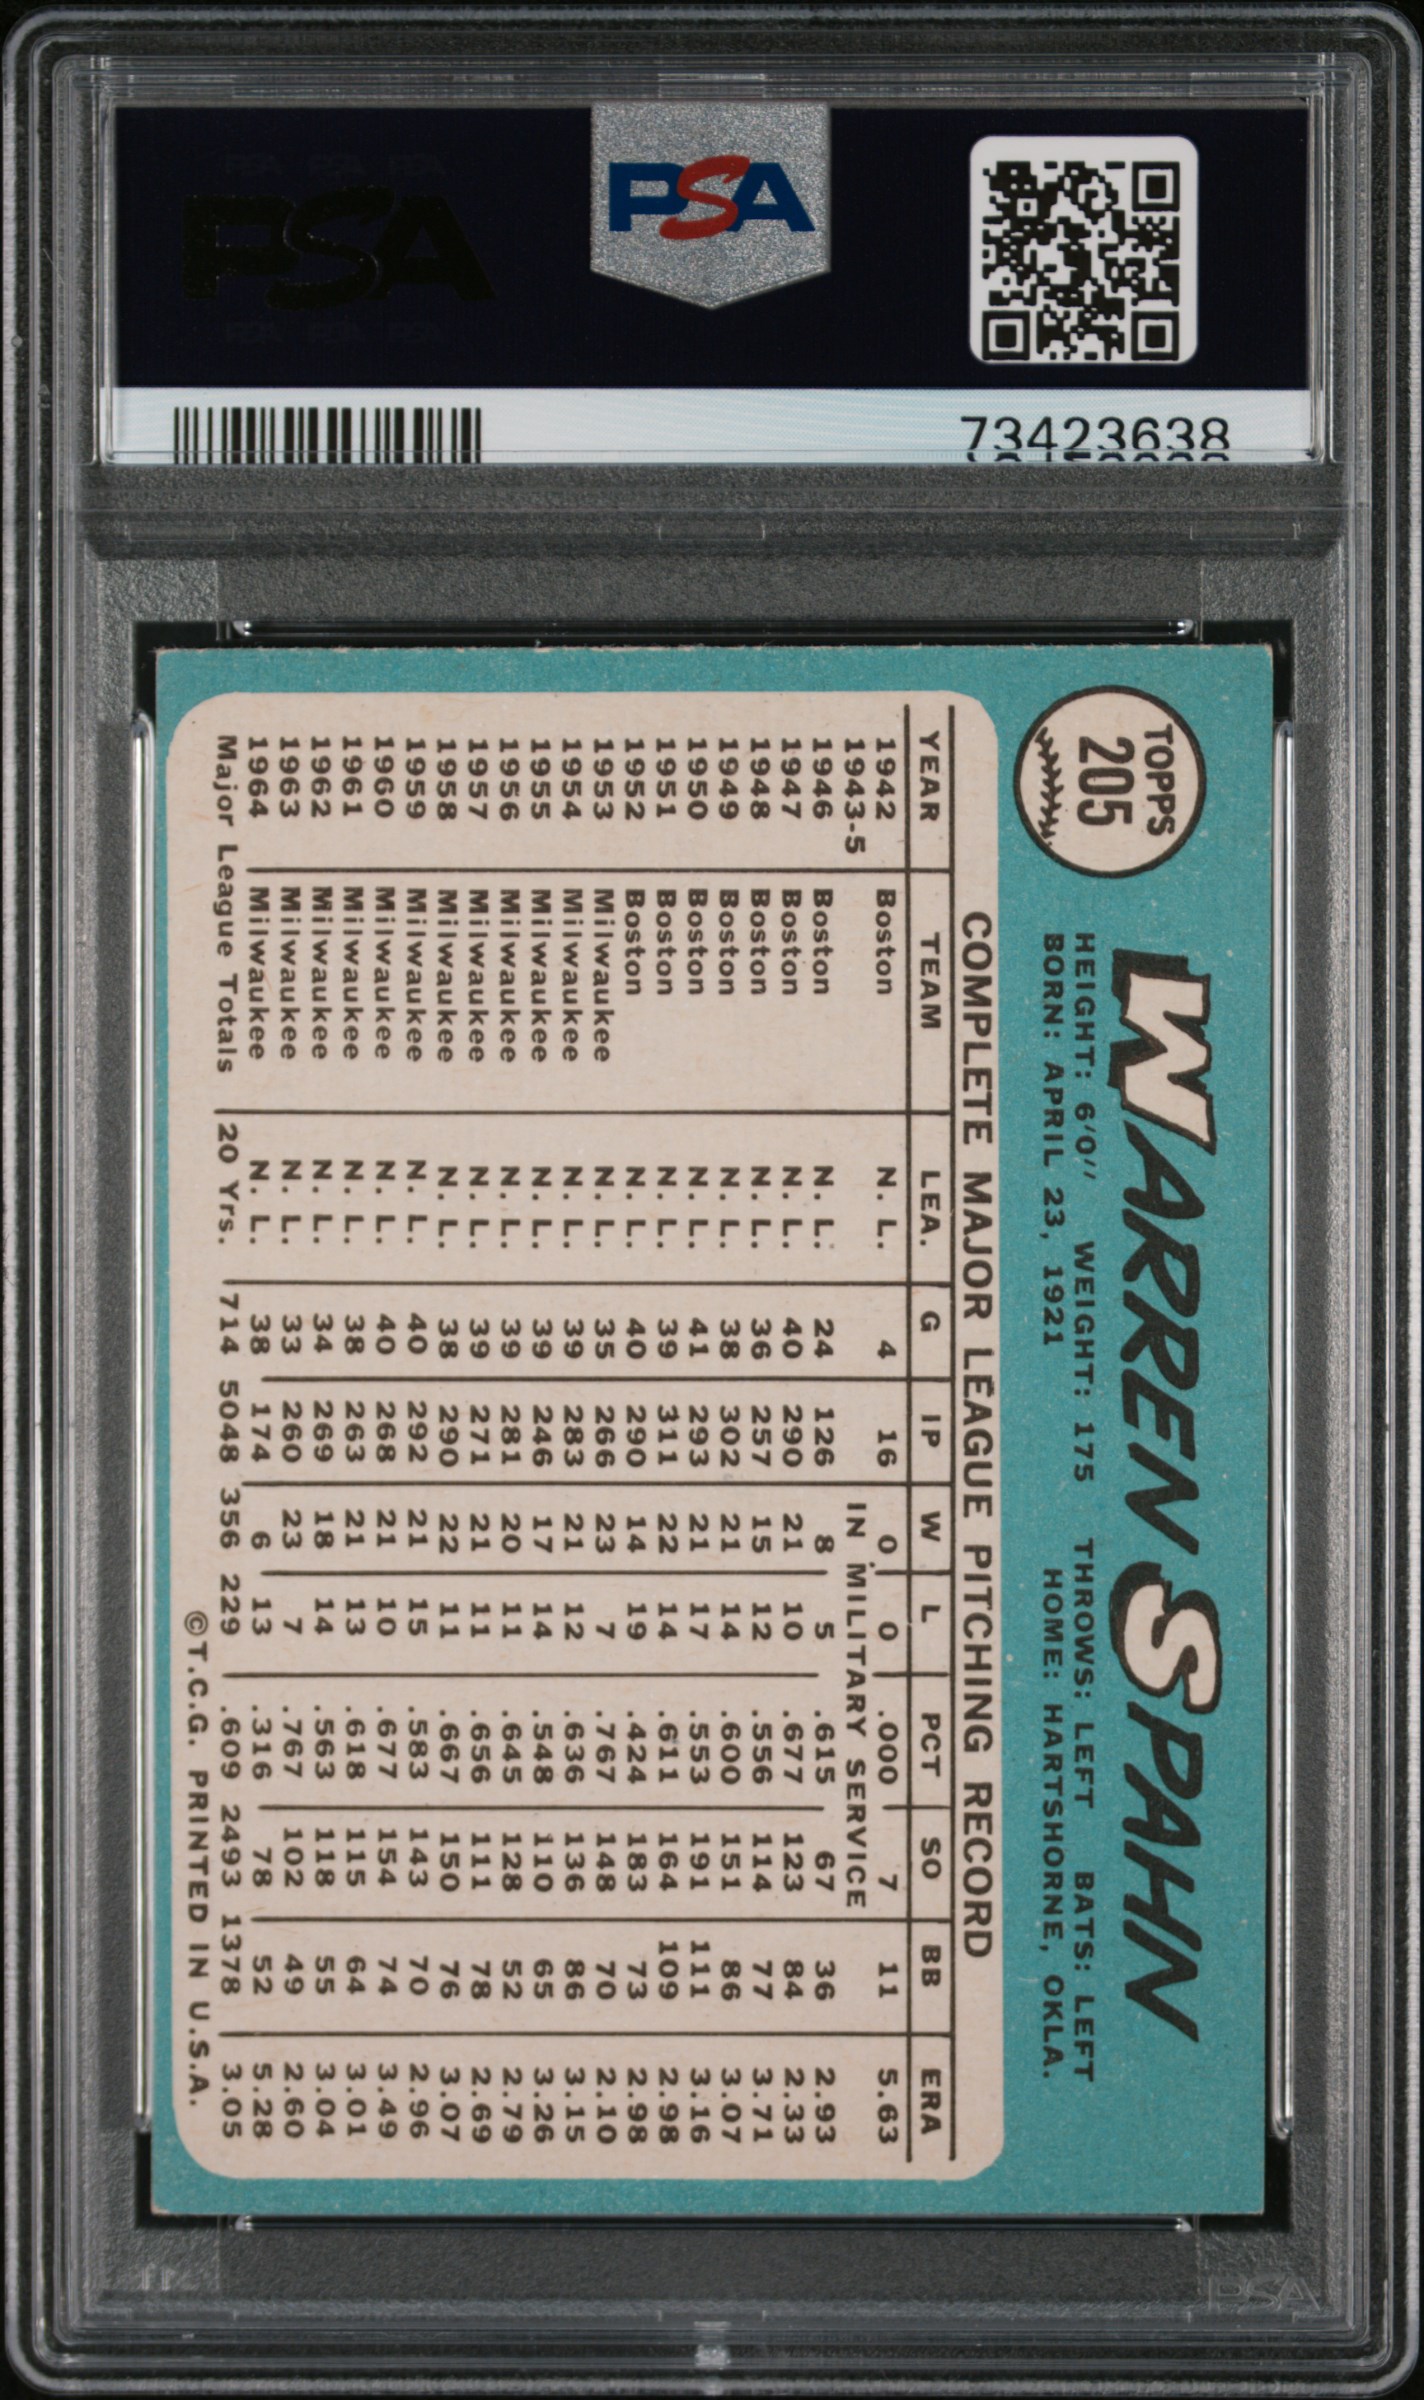 PSA
PSA
73423638
TOPPS
205
WARREN SPAHN
HEIGHT: 6'0" WEIGHT: 175 THROWS: LEFT BATS: LEFT
BORN: APRIL 23, 1921 HOME: HARTSHORNE, OKLA.
COMPLETE MAJOR LEAGUE PITCHING RECORD
YEAR TEAM LEA. G IP W L PCT SO BB ERA
1942 Boston N. L. 4 16 0 0 .000 7 11 5.63
1943-5 IN MILITARY SERVICE
1946 Boston N. L. 24 126 8 5 .615 67 36 2.93
1947 Boston N. L. 40 290 21 10 .677 123 84 2.33
1948 Boston N. L. 36 257 15 12 .556 114 77 3.71
1949 Boston N. L. 38 302 21 14 .600 151 86 3.07
1950 Boston N. L. 41 293 21 17 .553 191 111 3.16
1951 Boston N. L. 39 311 22 14 .611 164 109 2.98
1952 Boston N. L. 40 290 14 19 .424 183 73 2.98
1953 Milwaukee N. L. 35 266 23 7 .767 148 70 2.10
1954 Milwaukee N. L. 39 283 21 12 .636 136 86 3.15
1955 Milwaukee N. L. 39 246 17 14 .548 110 65 3.26
1956 Milwaukee N. L. 39 281 20 11 .645 128 52 2.79
1957 Milwaukee N. L. 39 271 21 11 .656 111 78 2.69
1958 Milwaukee N. L. 38 290 22 11 .667 150 76 3.07
1959 Milwaukee N. L. 40 292 21 15 .583 143 70 2.96
1960 Milwaukee N. L. 40 268 21 10 .677 154 74 3.49
1961 Milwaukee N. L. 38 263 21 13 .618 115 64 3.01
1962 Milwaukee N. L. 34 269 18 14 .563 118 55 3.04
1963 Milwaukee N. L. 33 260 23 7 .767 102 49 2.60
1964 Milwaukee N. L. 38 174 6 13 .316 78 52 5.28
Major League Totals 20 Yrs. 714 5048 356 229 .609 2493 1378 3.05
©T.C.G. PRINTED IN U.S.A.
PSA